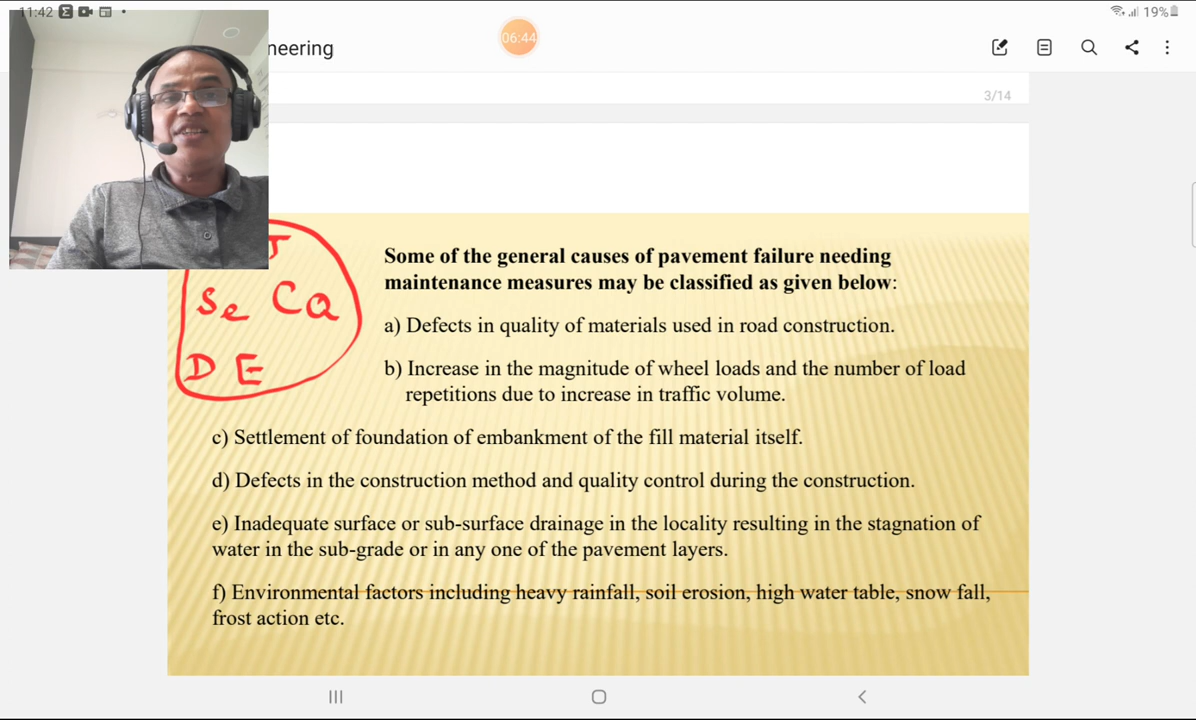 11:42
19%
neering
06:44
3/14
T
Se CQ
D E
Some of the general causes of pavement failure needing
maintenance measures may be classified as given below:
a) Defects in quality of materials used in road construction.
b) Increase in the magnitude of wheel loads and the number of load
repetitions due to increase in traffic volume.
c) Settlement of foundation of embankment of the fill material itself.
d) Defects in the construction method and quality control during the construction.
e) Inadequate surface or sub-surface drainage in the locality resulting in the stagnation of
water in the sub-grade or in any one of the pavement layers.
f) Environmental factors including heavy rainfall, soil erosion, high water table, snow fall,
frost action etc.